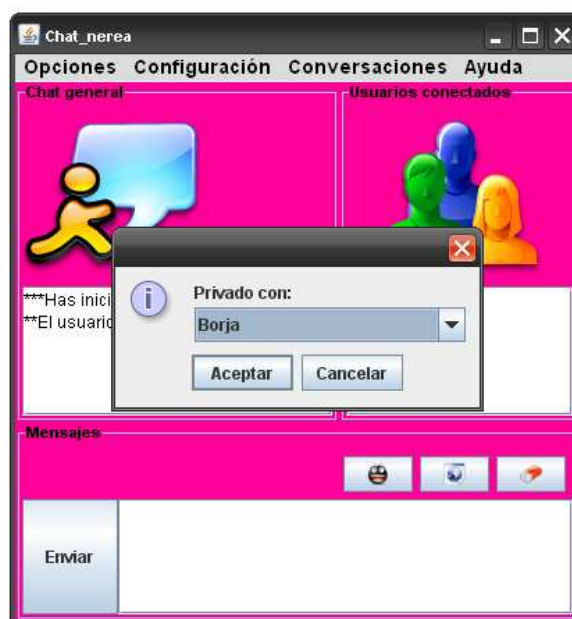 Chat_nerea
Opciones Configuración Conversaciones Ayuda
Chat general
Usuarios conectados
***Has inici
**El usuario
Privado con:
Borja
Aceptar Cancelar
Mensajes
Enviar